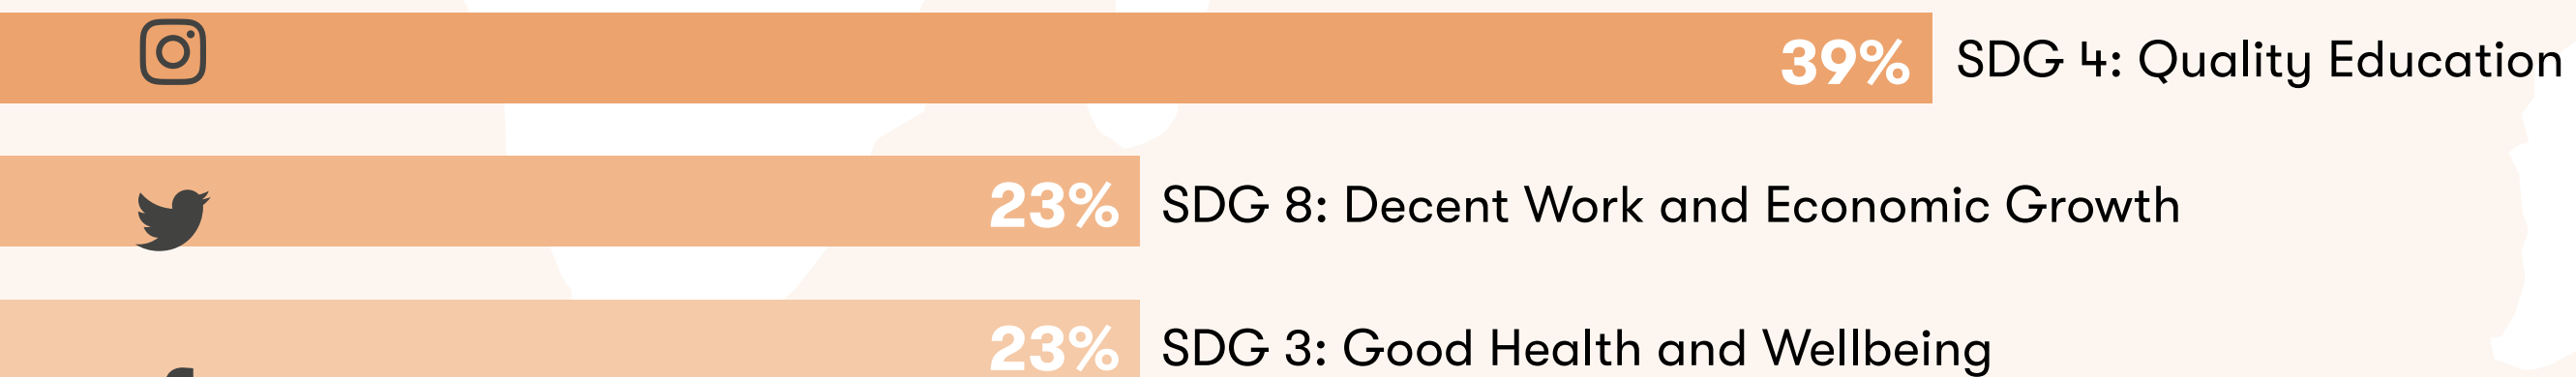 39% SDG 4: Quality Education
23% SDG 8: Decent Work and Economic Growth
23% SDG 3: Good Health and Wellbeing